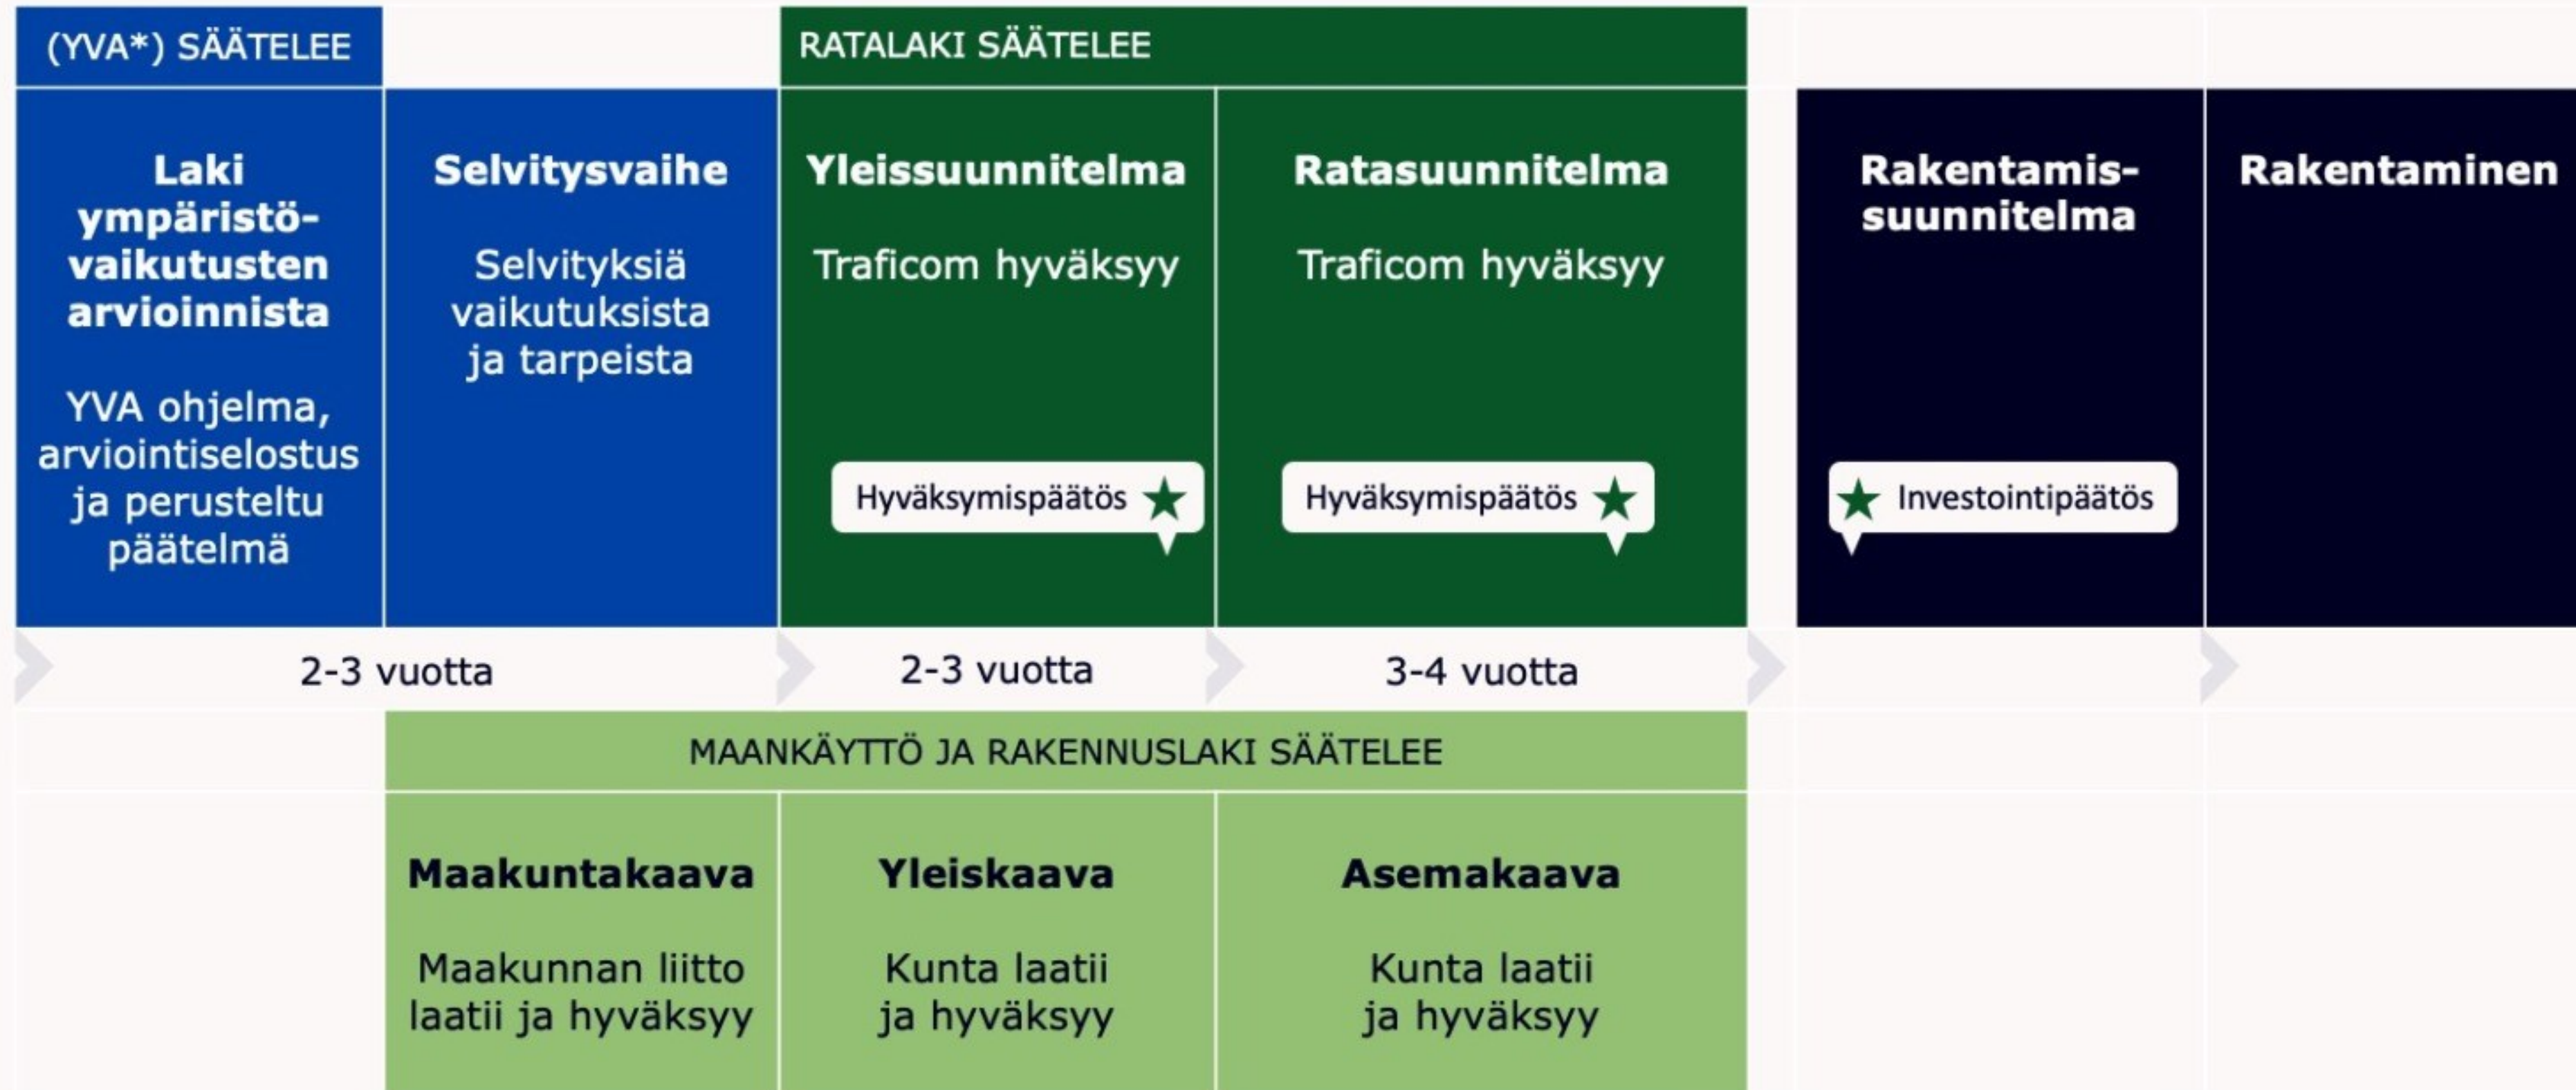 (YVA*) SÄÄTELEE
RATALAKI SÄÄTELEE
Laki
ympäristö-
vaikutusten
arvioinnista
YVA ohjelma,
arviointiselostus
ja perusteltu
päätelmä
Selvitysvaihe
Selvityksiä
vaikutuksista
ja tarpeista
Yleissuunnitelma
Traficom hyväksyy
Hyväksymispäätös
Ratasuunnitelma
Traficom hyväksyy
Hyväksymispäätös
Rakentamis-
suunnitelma
Investointipäätös
Rakentaminen
2-3 vuotta
2-3 vuotta
3-4 vuotta
MAANKÄYTTÖ JA RAKENNUSLAKI SÄÄTELEE
Maakuntakaava
Maakunnan liitto
laatii ja hyväksyy
Yleiskaava
Kunta laatii
ja hyväksyy
Asemakaava
Kunta laatii
ja hyväksyy